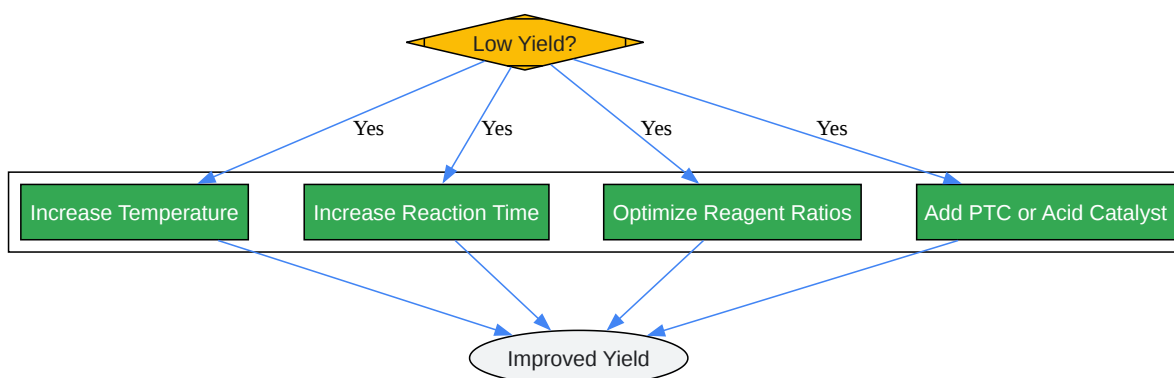 Low Yield?
Yes
Yes
Yes
Yes
Increase Temperature
Increase Reaction Time
Optimize Reagent Ratios
Add PTC or Acid Catalyst
Improved Yield